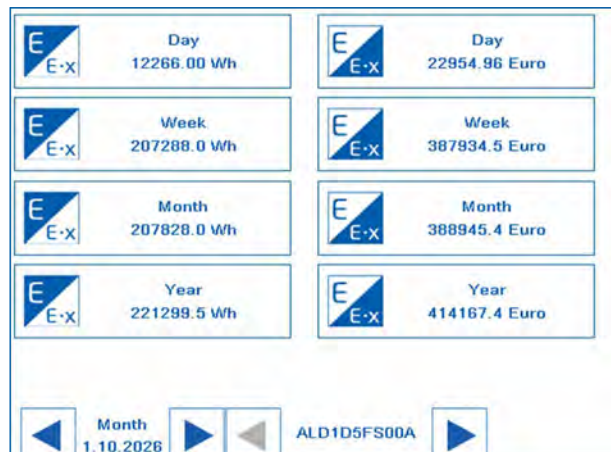 E
E·x
Day
12266.00 Wh
E
E·x
Day
22954.96 Euro
E
E·x
Week
207288.0 Wh
E
E·x
Week
387934.5 Euro
E
E·x
Month
207828.0 Wh
E
E·x
Month
388945.4 Euro
E
E·x
Year
221299.5 Wh
E
E·x
Year
414167.4 Euro
Month
1.10.2026
ALD1D5FS00A